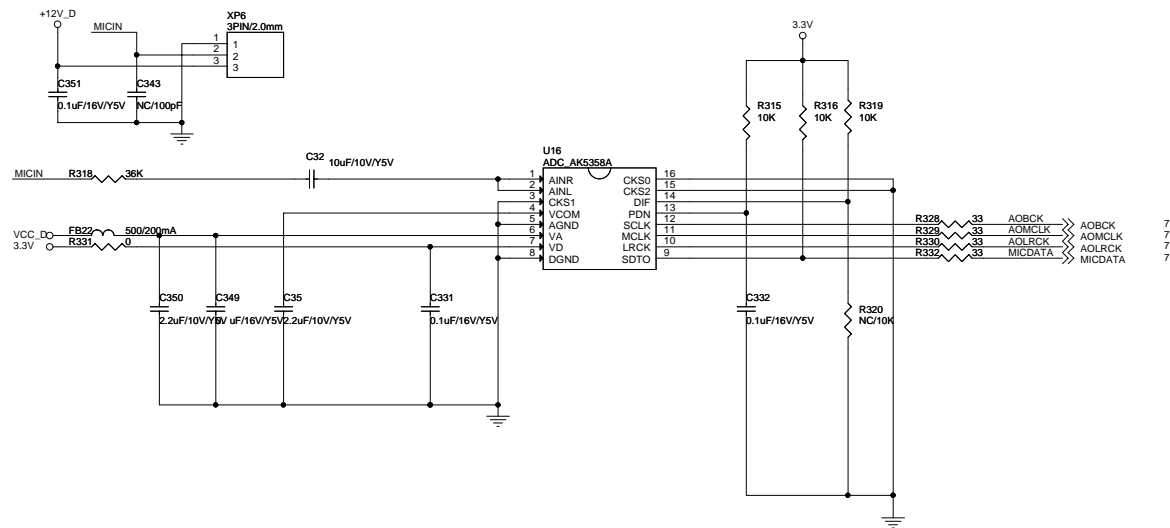 +12V_D
MICIN
XP6
3PIN/2.0mm
1 1
2 2
3 3
C351
0.1uF/16V/Y5V
C343
NC/100pF
3.3V
R315
10K
R316
10K
R319
10K
MICIN
R318 36K
C32 10uF/10V/Y5V
U16
ADC_AK5358A
1 AINR CKS0 16
2 AINL CKS2 15
3 CKS1 DIF 14
4 VCOM PDN 13
5 AGND SCLK 12
6 VA MCLK 11
7 VD LRCK 10
8 DGND SDTO 9
VCC_D FB22 500/200mA
3.3V R331 0
R328 33 AOBCK AOBCK 7
R329 33 AOMCLK AOMCLK 7
R330 33 AOLRCK AOLRCK 7
R332 33 MICDATA MICDATA 7
C350
2.2uF/10V/Y5V
C349
uF/16V/Y5V
C35
2.2uF/10V/Y5V
C331
0.1uF/16V/Y5V
C332
0.1uF/16V/Y5V
R320
NC/10K